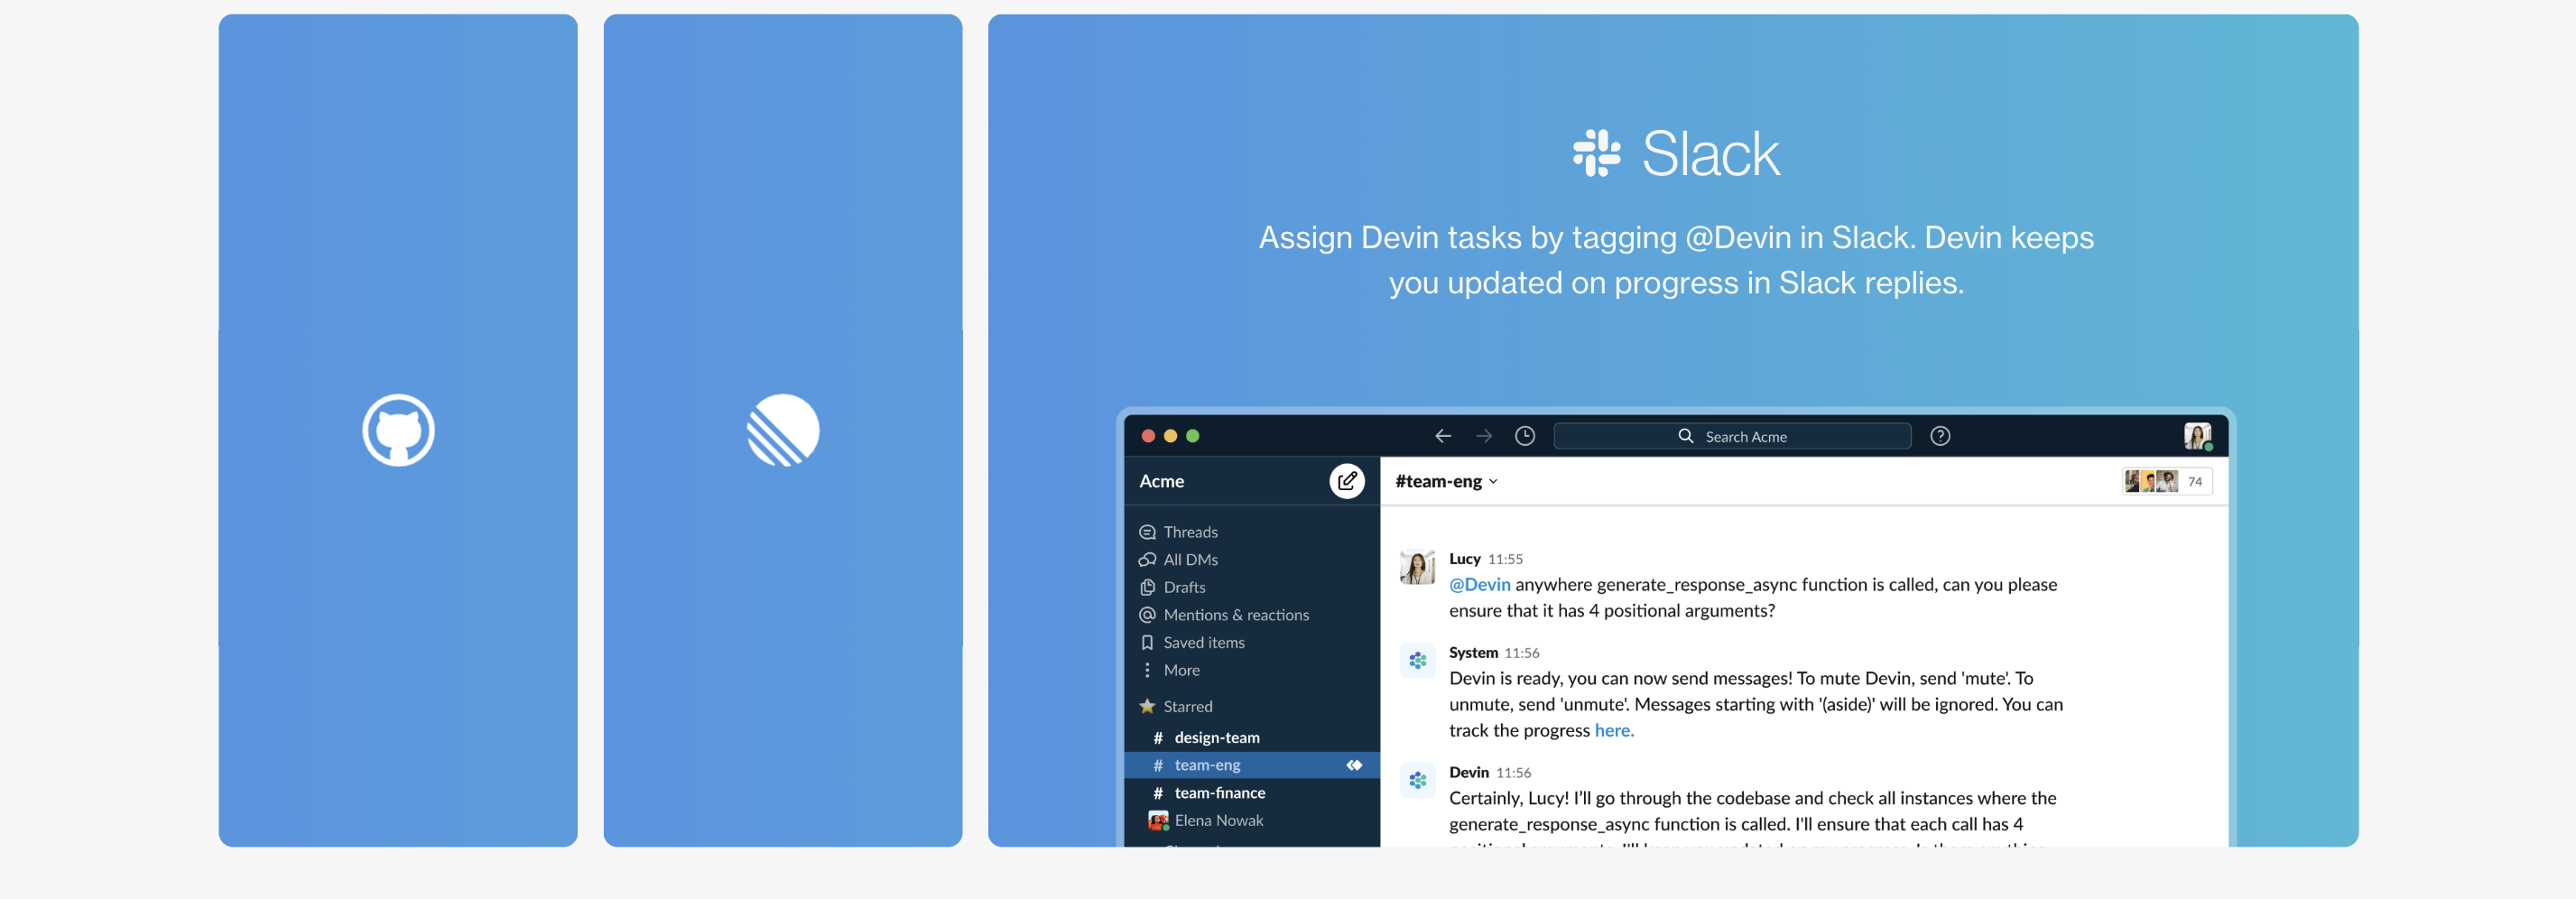 Slack
Assign Devin tasks by tagging @Devin in Slack. Devin keeps
you updated on progress in Slack replies.
Search Acme
Acme
#team-eng
74
Threads
All DMs
Drafts
Mentions & reactions
Saved items
More
Starred
# design-team
# team-eng
# team-finance
Elena Nowak
Lucy 11:55
@Devin anywhere generate_response_async function is called, can you please
ensure that it has 4 positional arguments?
System 11:56
Devin is ready, you can now send messages! To mute Devin, send 'mute'. To
unmute, send 'unmute'. Messages starting with '(aside)' will be ignored. You can
track the progress here.
Devin 11:56
Certainly, Lucy! I'll go through the codebase and check all instances where the
generate_response_async function is called. I'll ensure that each call has 4